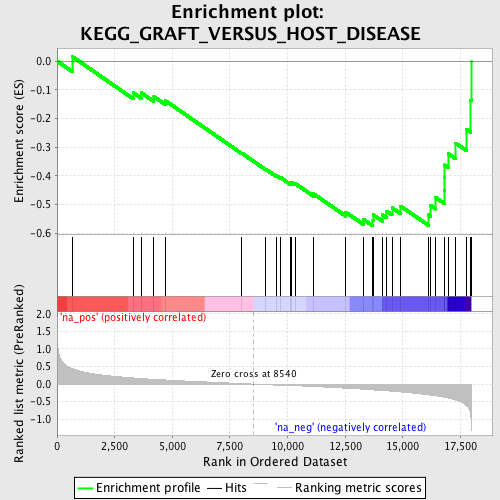 Enrichment plot:
KEGG_GRAFT_VERSUS_HOST_DISEASE
Enrichment score (ES)
0.0
-0.1
-0.2
-0.3
-0.4
-0.5
-0.6
'na_pos' (positively correlated)
Ranked list metric (PreRanked)
2.0
1.5
1.0
0.5
0.0
-0.5
-1.0
Zero cross at 8540
'na_neg' (negatively correlated)
0 2,500 5,000 7,500 10,000 12,500 15,000 17,500
Rank in Ordered Dataset
Enrichment profile Hits Ranking metric scores